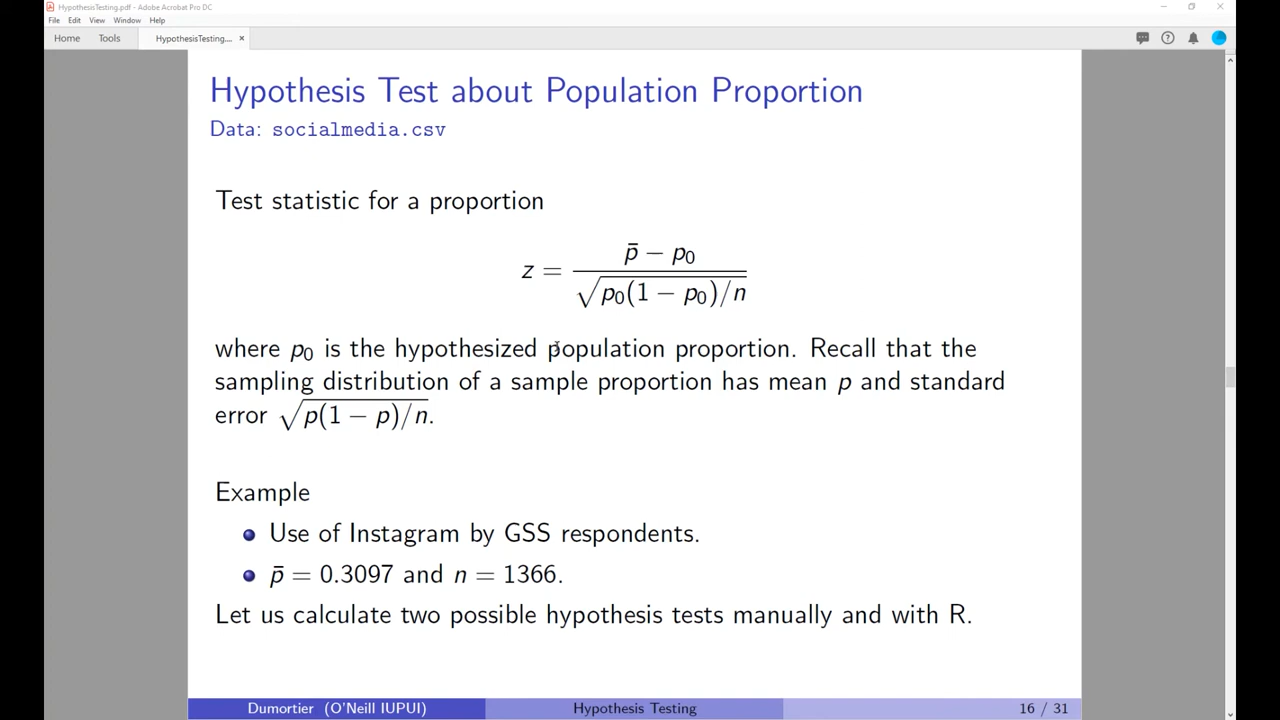 HypothesisTesting.pdf - Adobe Acrobat Pro DC
File Edit View Window Help
Home Tools HypothesisTesting.... ×
Hypothesis Test about Population Proportion
Data: socialmedia.csv
Test statistic for a proportion
z = (p̄ − p₀) / √(p₀(1 − p₀)/n)
where p₀ is the hypothesized population proportion. Recall that the
sampling distribution of a sample proportion has mean p and standard
error √(p(1 − p)/n).
Example
Use of Instagram by GSS respondents.
p̄ = 0.3097 and n = 1366.
Let us calculate two possible hypothesis tests manually and with R.
Dumortier (O'Neill IUPUI) Hypothesis Testing 16 / 31